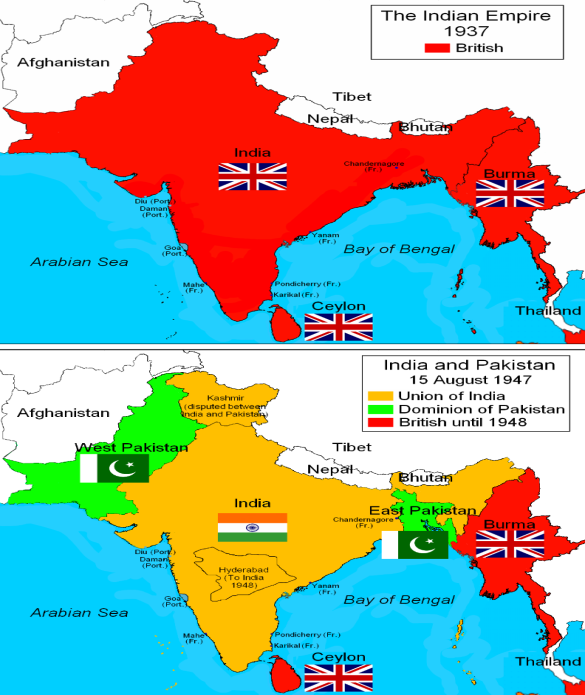 The Indian Empire
1937
British
Afghanistan
Tibet
Nepal
Bhutan
India
Chandernagore
(Fr.)
Burma
Diu (Port.)
Daman
(Port.)
Goa
(Port.)
Yanam
(Fr.)
Bay of Bengal
Arabian Sea
Mahe
(Fr.)
Pondicherry (Fr.)
Karikal (Fr.)
Ceylon
Thailand
India and Pakistan
15 August 1947
Union of India
Dominion of Pakistan
British until 1948
Kashmir
(disputed between
India and Pakistan)
Afghanistan
West Pakistan
Tibet
Nepal
Bhutan
India
East Pakistan
Chandernagore
(Fr.)
Burma
Diu (Port.)
Daman
(Port.)
Hyderabad
(To India
1948)
Goa
(Port.)
Yanam
(Fr.)
Bay of Bengal
Arabian Sea
Mahe
(Fr.)
Pondicherry (Fr.)
Karikal (Fr.)
Ceylon
Thailand